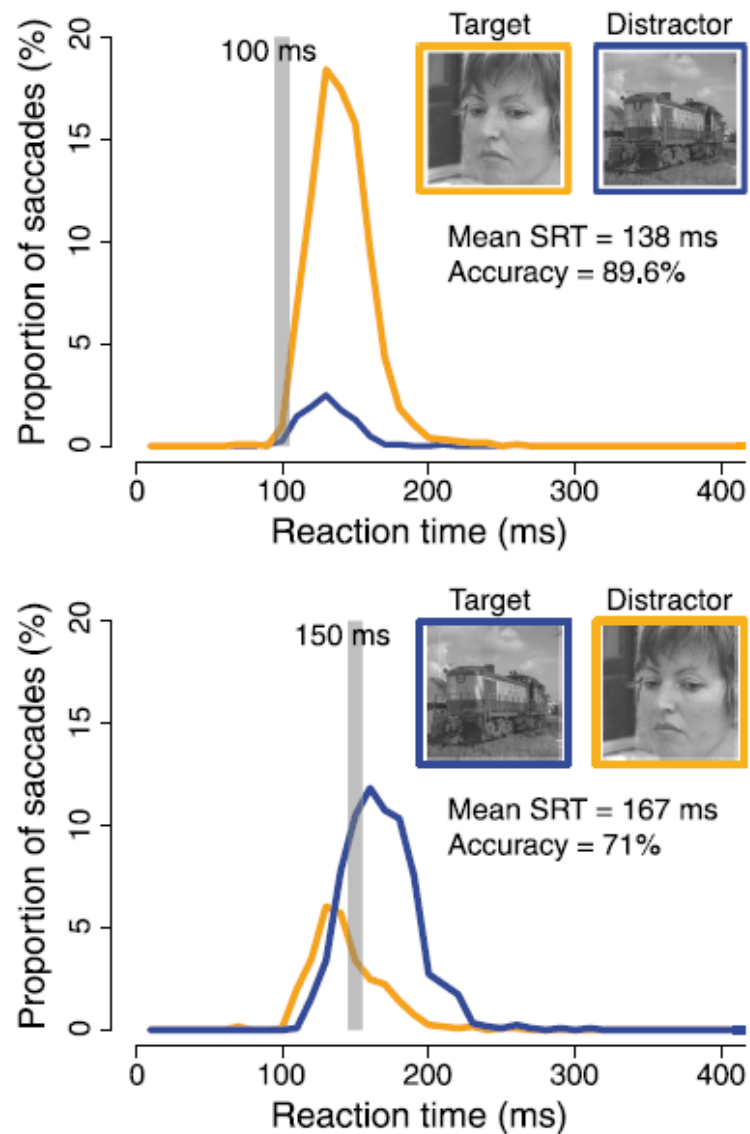 Target Distractor
100 ms
Mean SRT = 138 ms
Accuracy = 89.6%
Proportion of saccades (%)
20
15
10
5
0
0 100 200 300 400
Reaction time (ms)
Target Distractor
150 ms
Mean SRT = 167 ms
Accuracy = 71%
Proportion of saccades (%)
20
15
10
5
0
0 100 200 300 400
Reaction time (ms)